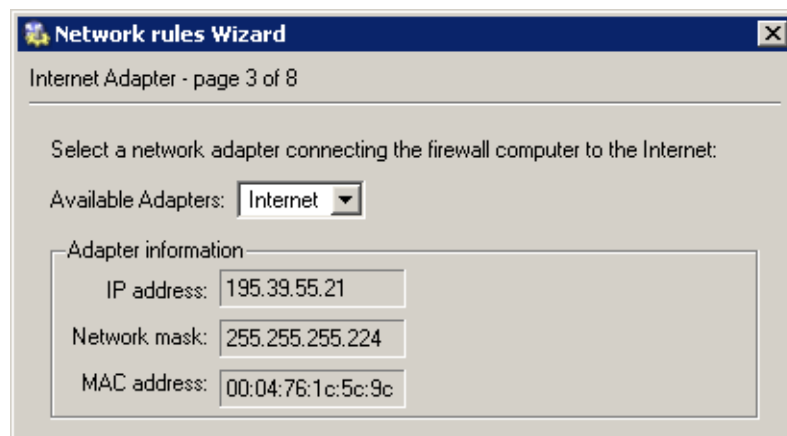 Network rules Wizard
Internet Adapter - page 3 of 8
Select a network adapter connecting the firewall computer to the Internet:
Available Adapters: Internet
Adapter information
IP address: 195.39.55.21
Network mask: 255.255.255.224
MAC address: 00:04:76:1c:5c:9c